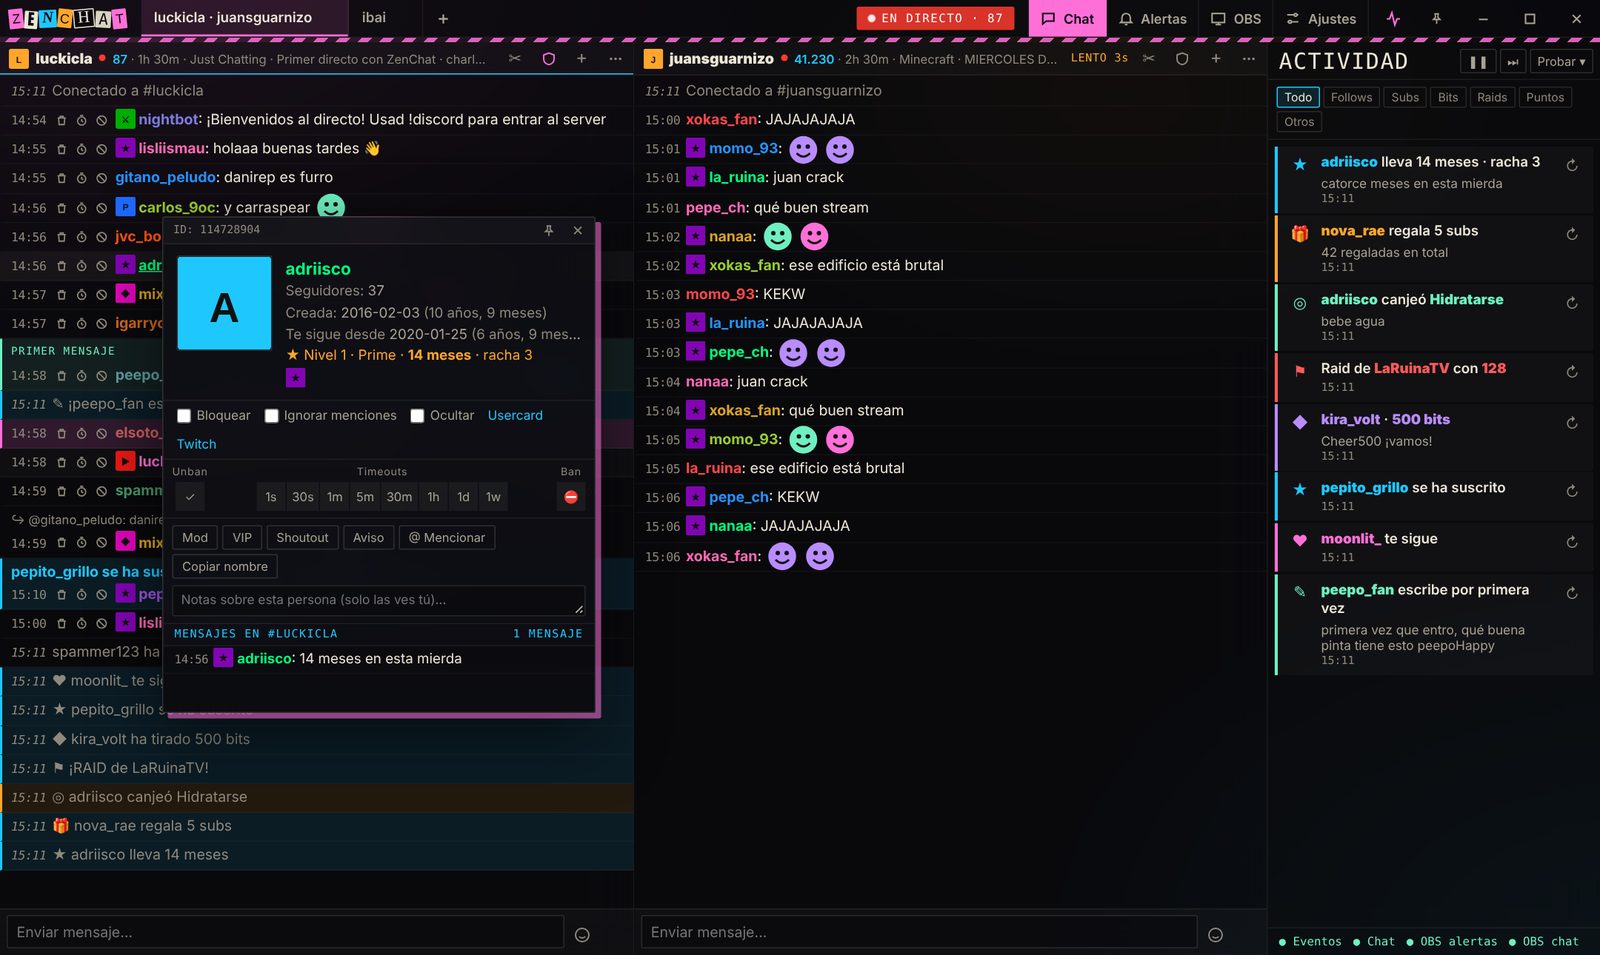 ZENCHAT
luckicla · juansguarnizo
ibai
+
EN DIRECTO · 87
Chat
Alertas
OBS
Ajustes
L luckicla 87 · 1h 30m · Just Chatting · Primer directo con ZenChat · charl...
15:11 Conectado a #luckicla
14:54 nightbot: ¡Bienvenidos al directo! Usad !discord para entrar al server
14:55 lisliismau: holaaa buenas tardes 👋
14:55 gitano_peludo: danirep es furro
14:56 P carlos_9oc: y carraspear
14:56 jvc_bo
14:56 adr
14:57 mix
14:57 igarryc
PRIMER MENSAJE
14:58 peepo_
15:11 ✎ ¡peepo_fan es
14:58 elsoto_
14:58 luc
14:59 spamm
↪ @gitano_peludo: danire
14:59 mix
pepito_grillo se ha sus
15:10 pep
15:00 lisli
15:11 spammer123 ha
15:11 ♥ moonlit_ te sig
15:11 ★ pepito_grillo se ha suscrito
15:11 ◆ kira_volt ha tirado 500 bits
15:11 ⚑ ¡RAID de LaRuinaTV!
15:11 ◎ adriisco canjeó Hidratarse
15:11 🎁 nova_rae regala 5 subs
15:11 ★ adriisco lleva 14 meses
Enviar mensaje...
ID: 114728904
A
adriisco
Seguidores: 37
Creada: 2016-02-03 (10 años, 9 meses)
Te sigue desde 2020-01-25 (6 años, 9 mes...
★ Nivel 1 · Prime · 14 meses · racha 3
Bloquear
Ignorar menciones
Ocultar
Usercard
Twitch
Unban
Timeouts
Ban
✓ 1s 30s 1m 5m 30m 1h 1d 1w ⛔
Mod
VIP
Shoutout
Aviso
@ Mencionar
Copiar nombre
Notas sobre esta persona (solo las ves tú)...
MENSAJES EN #LUCKICLA
1 MENSAJE
14:56 adriisco: 14 meses en esta mierda
J juansguarnizo 41.230 · 2h 30m · Minecraft · MIERCOLES D...
LENTO 3s
15:11 Conectado a #juansguarnizo
15:00 xokas_fan: JAJAJAJAJA
15:01 momo_93:
15:01 la_ruina: juan crack
15:01 pepe_ch: qué buen stream
15:02 nanaa:
15:02 xokas_fan: ese edificio está brutal
15:03 momo_93: KEKW
15:03 la_ruina: JAJAJAJAJA
15:03 pepe_ch:
15:04 nanaa: juan crack
15:04 xokas_fan: qué buen stream
15:05 momo_93:
15:05 la_ruina: ese edificio está brutal
15:06 pepe_ch: KEKW
15:06 nanaa: JAJAJAJAJA
15:06 xokas_fan:
Enviar mensaje...
ACTIVIDAD
Probar ▾
Todo
Follows
Subs
Bits
Raids
Puntos
Otros
adriisco lleva 14 meses · racha 3
catorce meses en esta mierda
15:11
nova_rae regala 5 subs
42 regaladas en total
15:11
adriisco canjeó Hidratarse
bebe agua
15:11
Raid de LaRuinaTV con 128
15:11
kira_volt · 500 bits
Cheer500 ¡vamos!
15:11
pepito_grillo se ha suscrito
15:11
moonlit_ te sigue
15:11
peepo_fan escribe por primera
vez
primera vez que entro, qué buena
pinta tiene esto peepoHappy
15:11
Eventos
Chat
OBS alertas
OBS chat